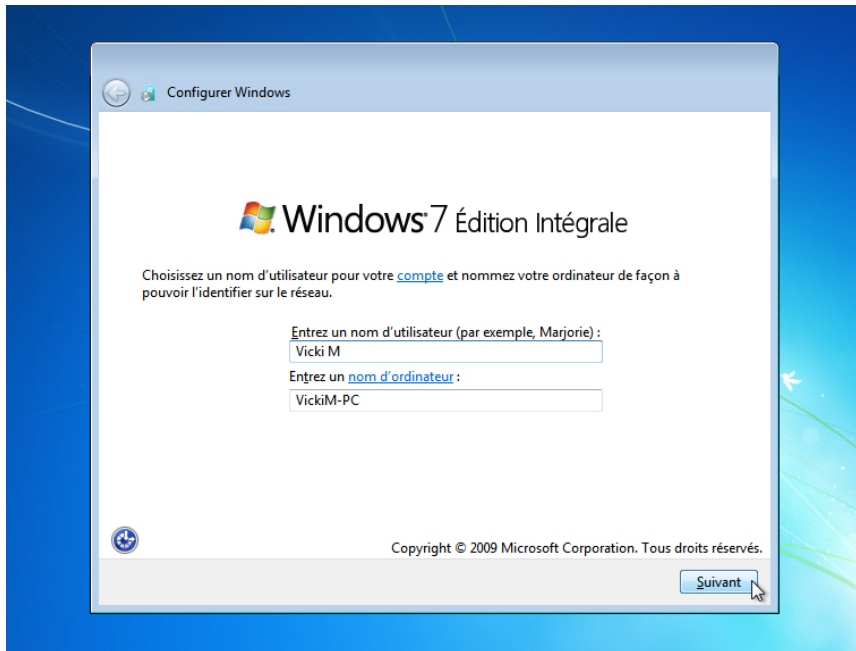 Configurer Windows
Windows 7 Édition Intégrale
Choisissez un nom d'utilisateur pour votre compte et nommez votre ordinateur de façon à
pouvoir l'identifier sur le réseau.
Entrez un nom d'utilisateur (par exemple, Marjorie) :
Vicki M
Entrez un nom d'ordinateur :
VickiM-PC
Copyright © 2009 Microsoft Corporation. Tous droits réservés.
Suivant